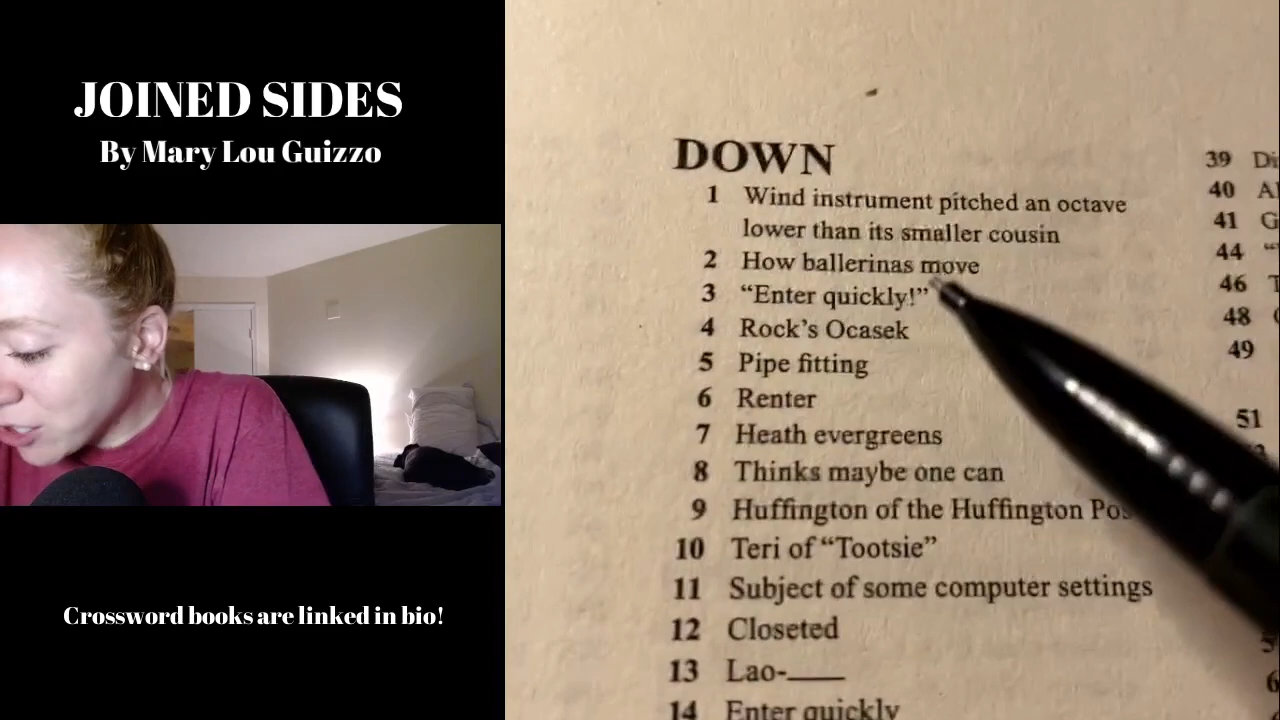 JOINED SIDES
By Mary Lou Guizzo
Crossword books are linked in bio!
DOWN
1 Wind instrument pitched an octave
lower than its smaller cousin
2 How ballerinas move
3 “Enter quickly!”
4 Rock’s Ocasek
5 Pipe fitting
6 Renter
7 Heath evergreens
8 Thinks maybe one can
9 Huffington of the Huffington
10 Teri of “Tootsie”
11 Subject of some computer settings
12 Closeted
13 Lao-____
14 Enter quickly
39
40
41
44
46
48
49
51